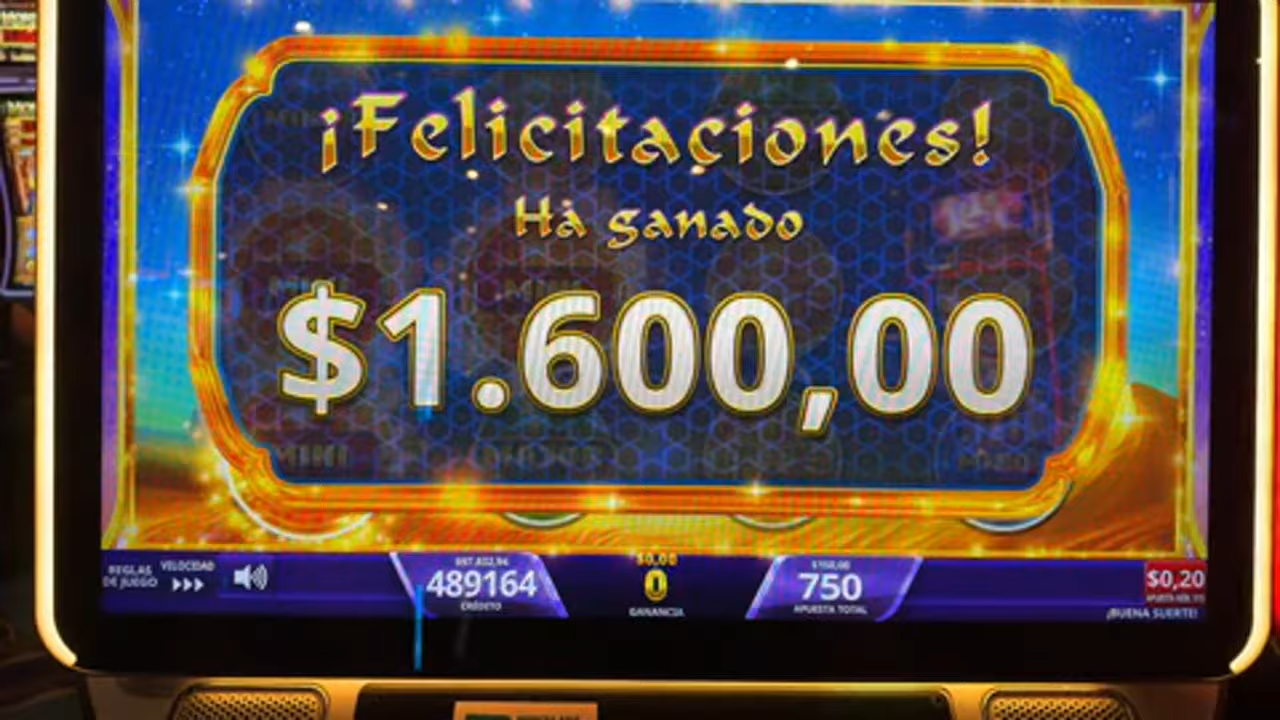 ¡Felicitaciones!
Ha ganado
$1.600,00
REGLAS DE JUEGO
VELOCIDAD
489164
CRÉDITO
$0,00
0
GANANCIA
$150,00
750
APUESTA TOTAL
$0,20
¡BUENA SUERTE!
MINI